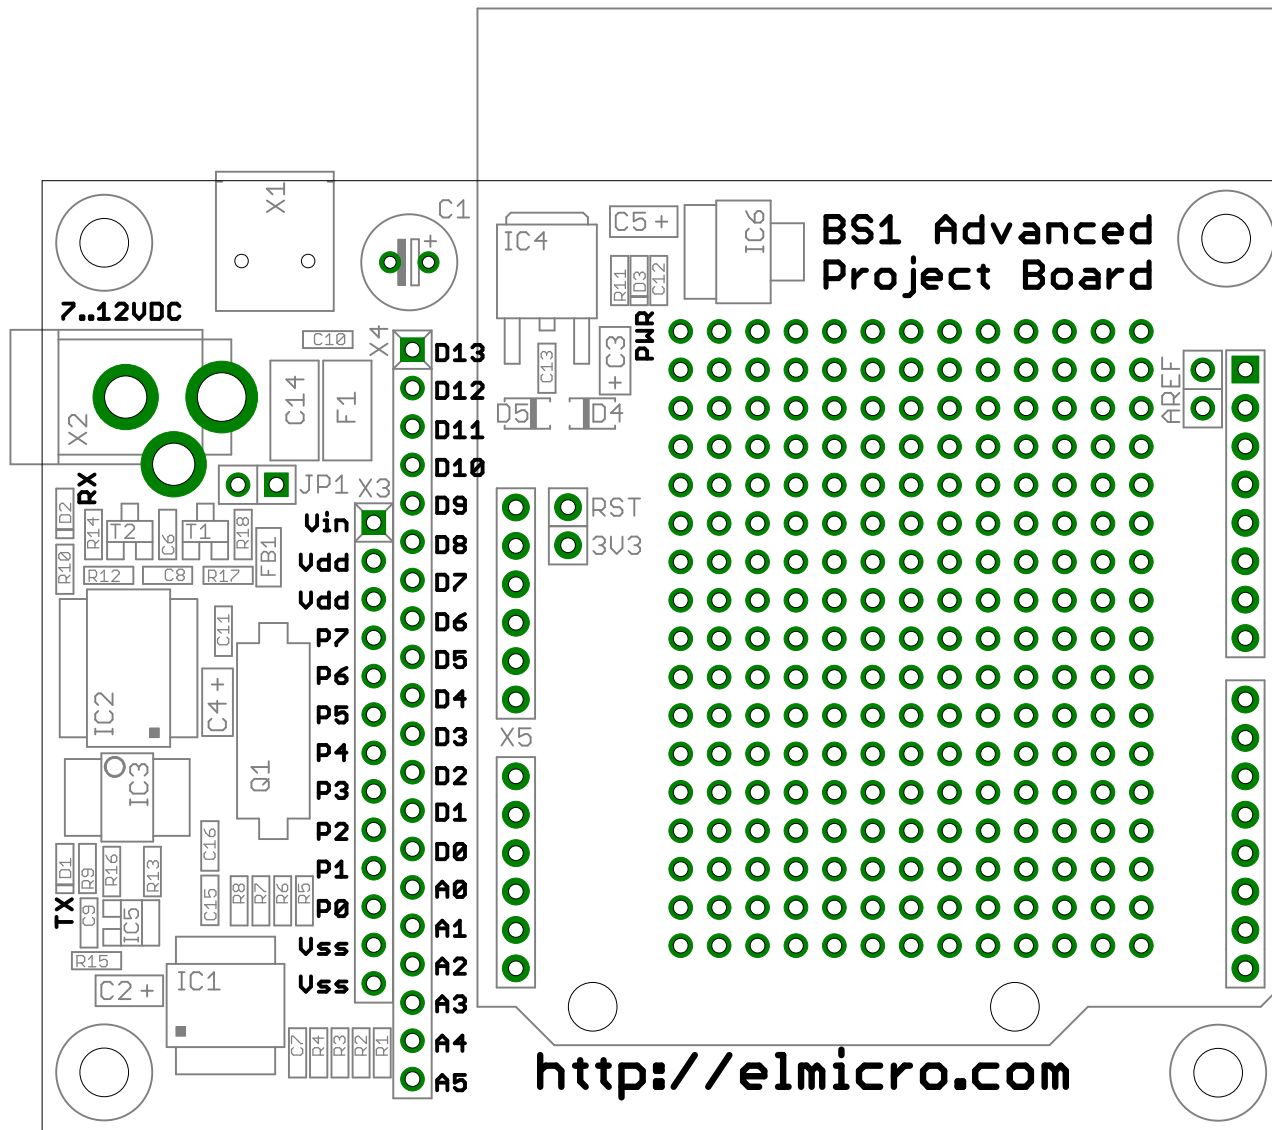 X1
C1
IC4
C5 +
IC6
BS1 Advanced
Project Board
+
7..12VDC
R11
D3
C12
PWR
C10
X4
C13
C3
+
D13
D12
D11
D10
D9
D8
D7
D6
D5
D4
D3
D2
D1
D0
A0
A1
A2
A3
A4
A5
C14
F1
X2
D5
D4
AREF
RX
JP1
X3
RST
3V3
D2
R14
T2
C6
T1
R18
FB1
R10
R12
C8
R17
Vin
Vdd
Vdd
P7
P6
P5
P4
P3
P2
P1
P0
Vss
Vss
C11
IC2
C4 +
X5
IC3
Q1
C16
D1
R9
R16
R13
TX
C9
IC5
C15
R8
R7
R6
R5
R15
C2 +
IC1
C7
R4
R3
R2
R1
http://elmicro.com